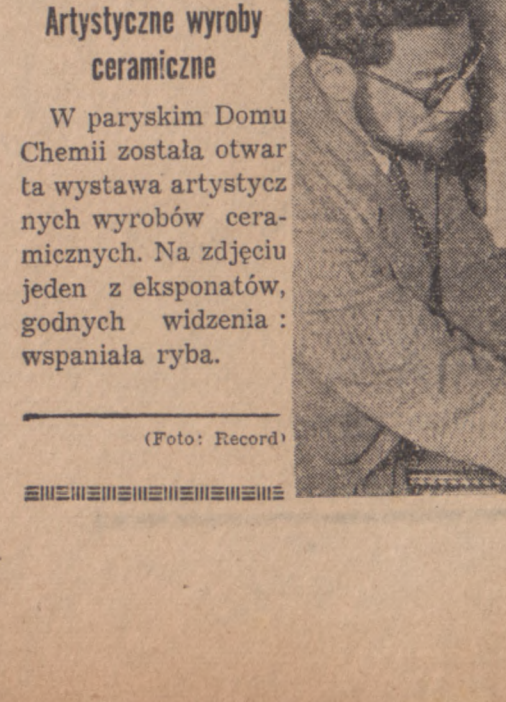 Artystyczne wyroby
ceramiczne
W paryskim Domu
Chemii została otwar
ta wystawa artystycz
nych wyrobów cera-
micznych. Na zdjęciu
jeden z eksponatów,
godnych widzenia :
wspaniała ryba.
(Foto: Record)